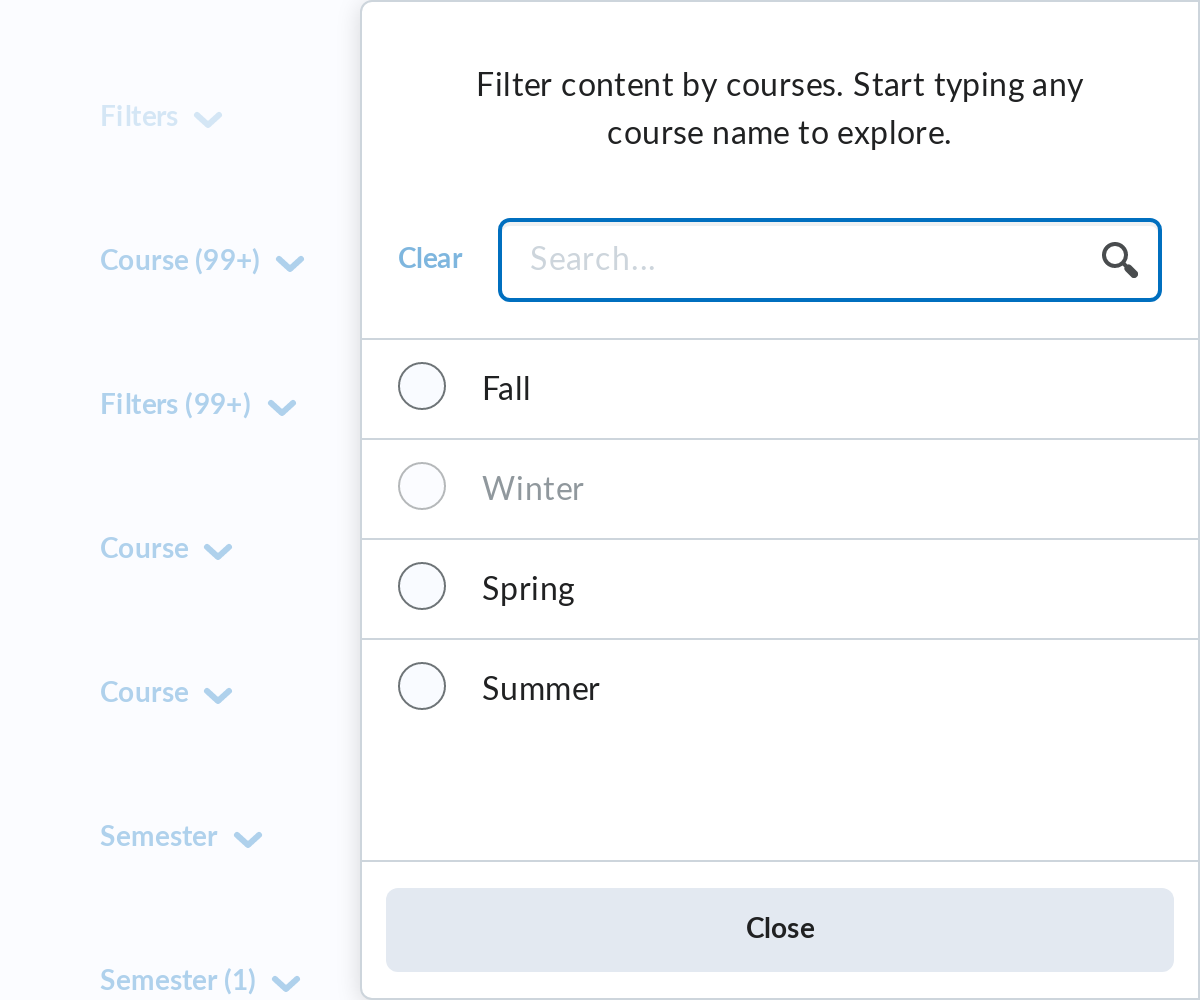 Filters
Course (99+)
Filters (99+)
Course
Course
Semester
Semester (1)
Filter content by courses. Start typing any
course name to explore.
Clear
Search...
Fall
Winter
Spring
Summer
Close